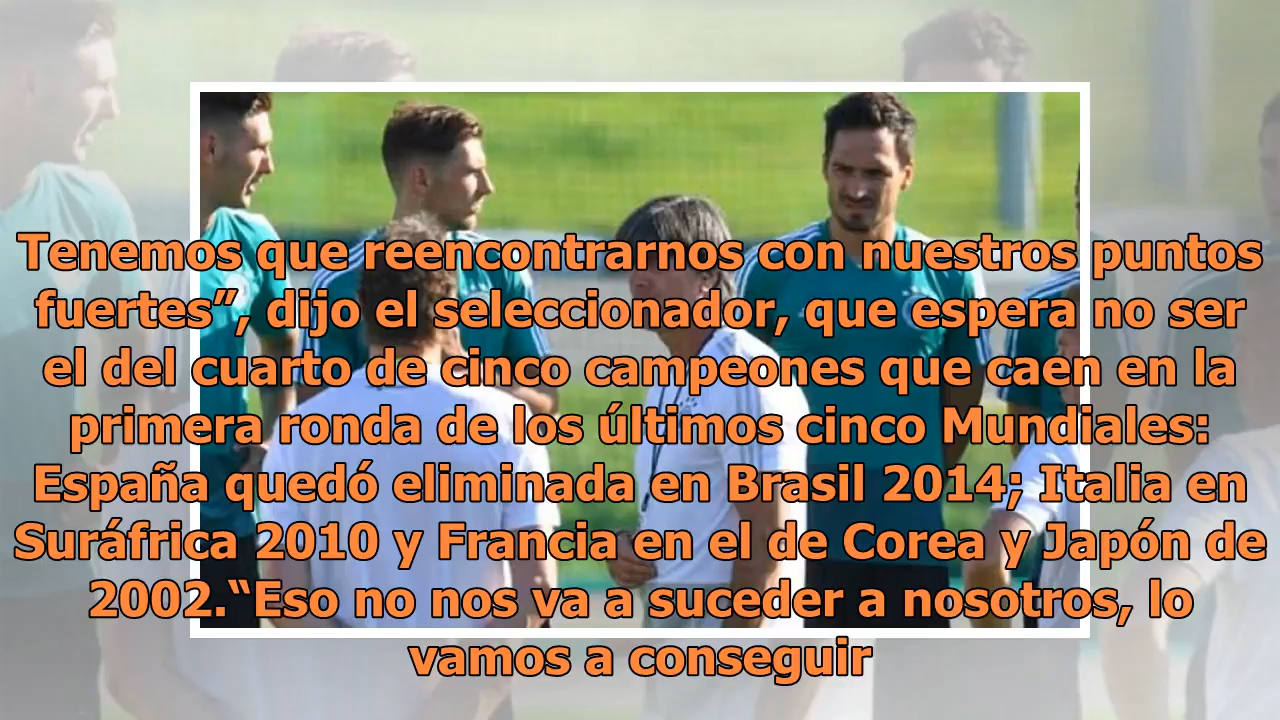 Tenemos que reencontrarnos con nuestros puntos
fuertes”, dijo el seleccionador, que espera no ser
el del cuarto de cinco campeones que caen en la
primera ronda de los últimos cinco Mundiales:
España quedó eliminada en Brasil 2014; Italia en
Suráfrica 2010 y Francia en el de Corea y Japón de
2002.“Eso no nos va a suceder a nosotros, lo
vamos a conseguir